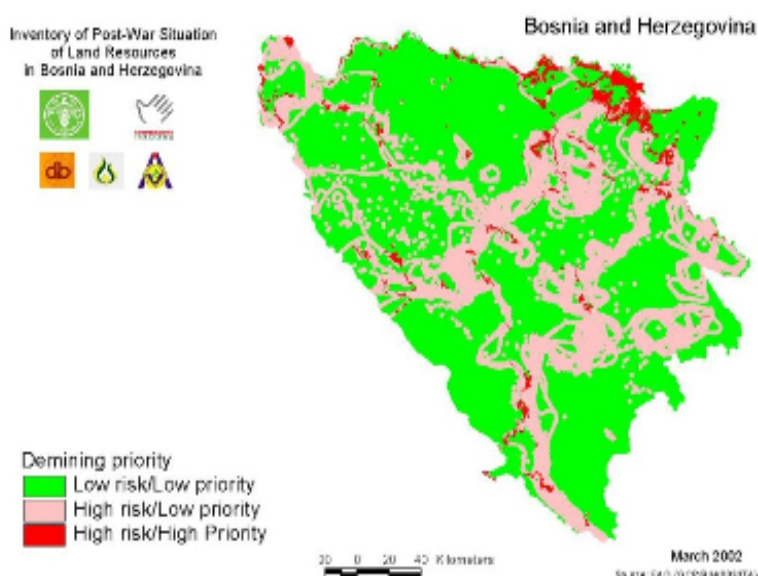 Inventory of Post-War Situation
of Land Resources
in Bosnia and Herzegovina
Bosnia and Herzegovina
db
Demining priority
Low risk/Low priority
High risk/Low priority
High risk/High Priority
20 0 20 40 Kilometers
March 2002